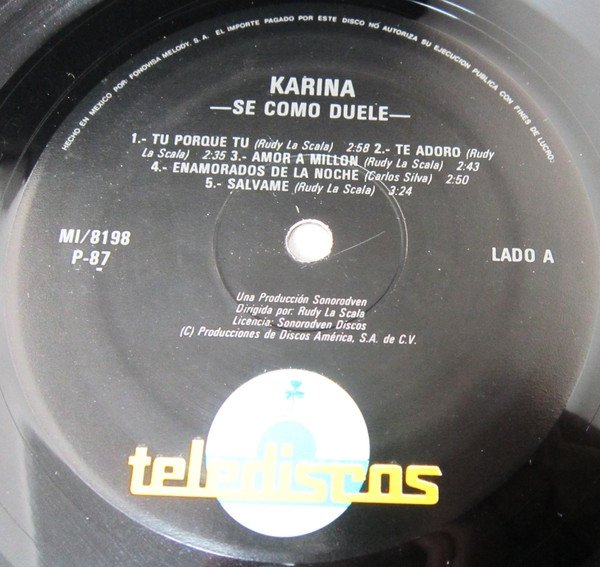 HECHO EN MEXICO POR: FONOVISA MELODY, S. A. EL IMPORTE PAGADO POR ESTE DISCO NO AUTORIZA SU EJECUCION PUBLICA CON FINES DE LUCRO:
KARINA
—SE COMO DUELE—
1.- TU PORQUE TU (Rudy La Scala) 2:58 2.- TE ADORO (Rudy
La Scala) 2:35 3.- AMOR A MILLON (Rudy La Scala) 2:43
4.- ENAMORADOS DE LA NOCHE (Carlos Silva) 2:50
5.- SALVAME (Rudy La Scala) 3:24
MI/8198
P-87
LADO A
Una Producción Sonorodven
Dirigida por: Rudy La Scala
Licencia: Sonorodven Discos
(C) Producciones de Discos América, S.A. de C.V.
telediscos